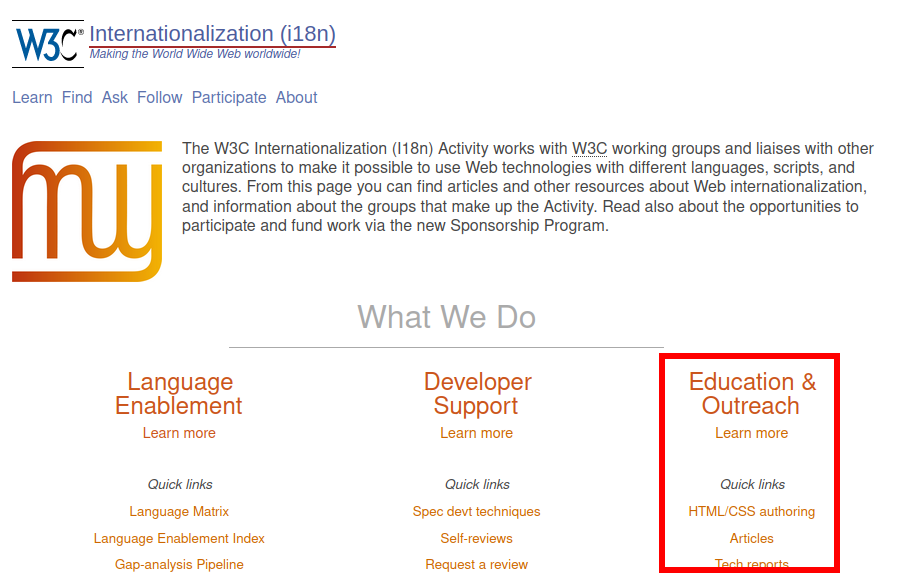 W3C® Internationalization (i18n)
Making the World Wide Web worldwide!
Learn Find Ask Follow Participate About
The W3C Internationalization (I18n) Activity works with W3C working groups and liaises with other
organizations to make it possible to use Web technologies with different languages, scripts, and
cultures. From this page you can find articles and other resources about Web internationalization,
and information about the groups that make up the Activity. Read also about the opportunities to
participate and fund work via the new Sponsorship Program.
What We Do
Language
Enablement
Learn more
Quick links
Language Matrix
Language Enablement Index
Gap-analysis Pipeline
Developer
Support
Learn more
Quick links
Spec devt techniques
Self-reviews
Request a review
Education &
Outreach
Learn more
Quick links
HTML/CSS authoring
Articles
Tech reports